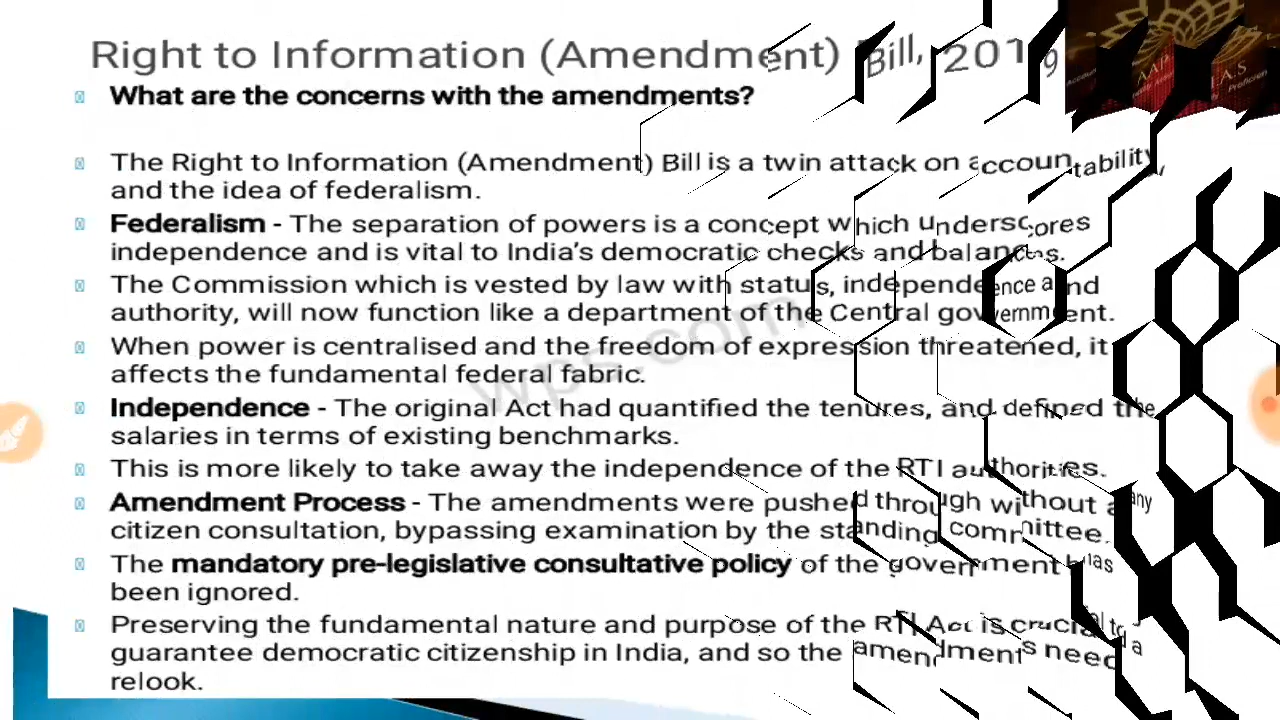 Right to Information (Amendment) Bill, 2019
What are the concerns with the amendments?
The Right to Information (Amendment) Bill is a twin attack on accountability,
and the idea of federalism.
Federalism - The separation of powers is a concept which underscores
independence and is vital to India's democratic checks and balances.
The Commission which is vested by law with status, independence and
authority, will now function like a department of the Central government.
When power is centralised and the freedom of expression threatened, it
affects the fundamental federal fabric.
Independence - The original Act had quantified the tenures, and defined the
salaries in terms of existing benchmarks.
This is more likely to take away the independence of the RTI authorities.
Amendment Process - The amendments were pushed through without any
citizen consultation, bypassing examination by the standing committee.
The mandatory pre-legislative consultative policy of the government has
been ignored.
Preserving the fundamental nature and purpose of the RTI Act is crucial to
guarantee democratic citizenship in India, and so the amendments need a
relook.
wps.com